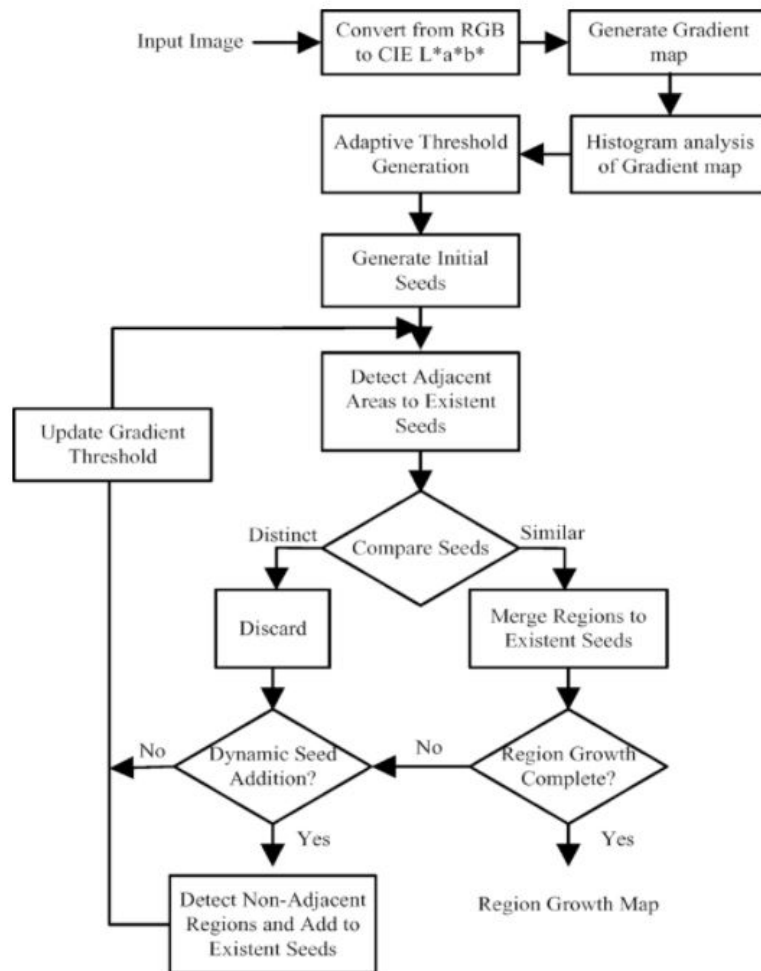 Input Image
Convert from RGB
to CIE L*a*b*
Generate Gradient
map
Adaptive Threshold
Generation
Histogram analysis
of Gradient map
Generate Initial
Seeds
Detect Adjacent
Areas to Existent
Seeds
Update Gradient
Threshold
Distinct
Compare Seeds
Similar
Discard
Merge Regions to
Existent Seeds
No
Dynamic Seed
Addition?
No
Region Growth
Complete?
Yes
Yes
Detect Non-Adjacent
Regions and Add to
Existent Seeds
Region Growth Map